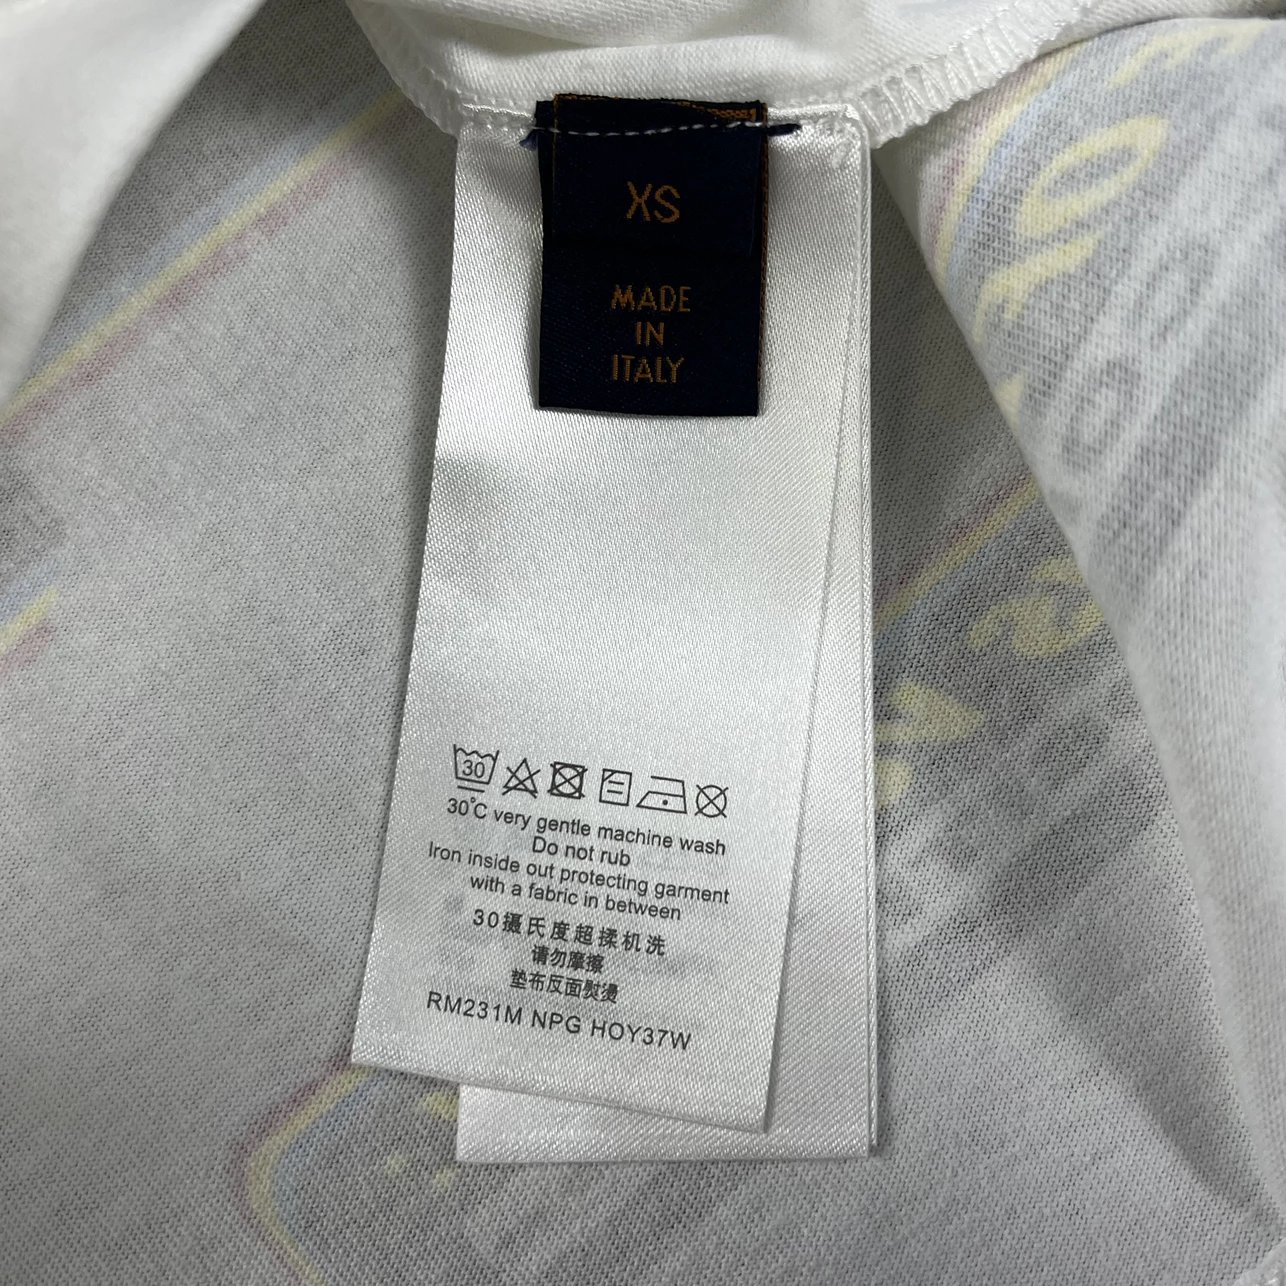 XS
MADE
IN
ITALY
30
30°C very gentle machine wash
Do not rub
Iron inside out protecting garment
with a fabric in between
30摄氏度超揉机洗
请勿摩擦
垫布反面熨烫
RM231M NPG HOY37W